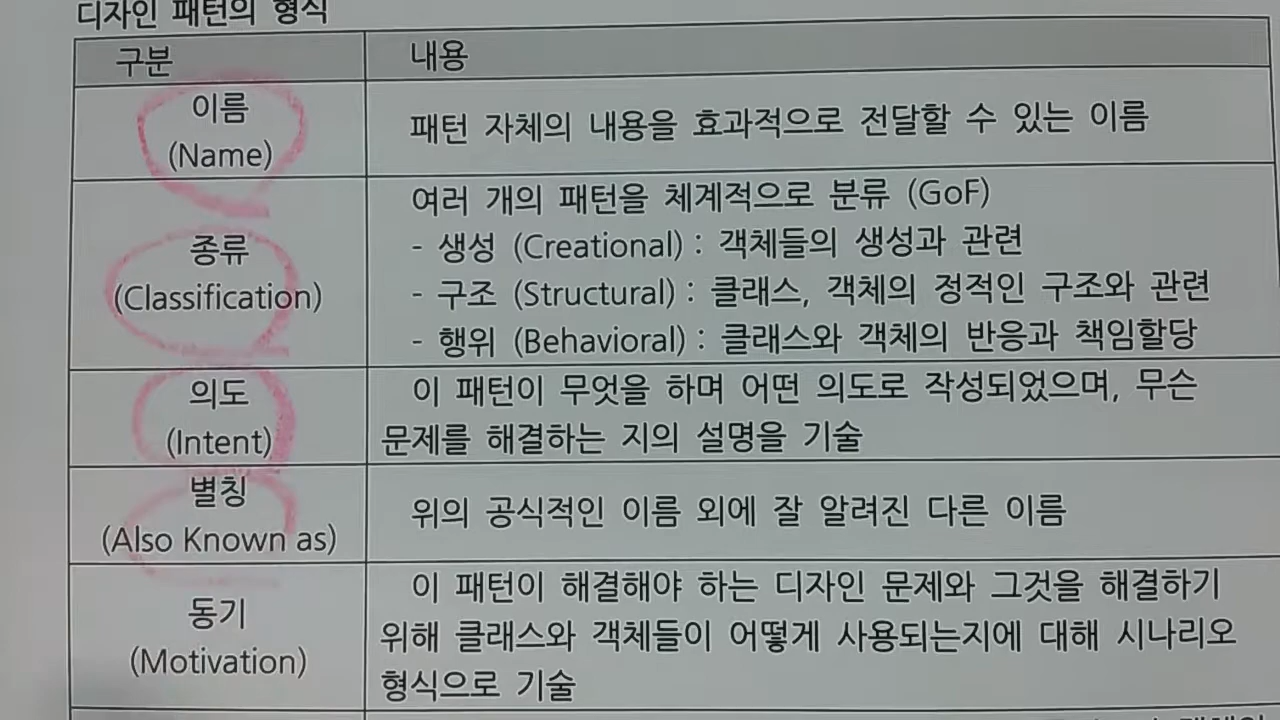 디자인 패턴의 형식
구분
내용
이름
(Name)
패턴 자체의 내용을 효과적으로 전달할 수 있는 이름
종류
(Classification)
여러 개의 패턴을 체계적으로 분류 (GoF)
- 생성 (Creational) : 객체들의 생성과 관련
- 구조 (Structural) : 클래스, 객체의 정적인 구조와 관련
- 행위 (Behavioral) : 클래스와 객체의 반응과 책임할당
의도
(Intent)
이 패턴이 무엇을 하며 어떤 의도로 작성되었으며, 무슨
문제를 해결하는 지의 설명을 기술
별칭
(Also Known as)
위의 공식적인 이름 외에 잘 알려진 다른 이름
동기
(Motivation)
이 패턴이 해결해야 하는 디자인 문제와 그것을 해결하기
위해 클래스와 객체들이 어떻게 사용되는지에 대해 시나리오
형식으로 기술